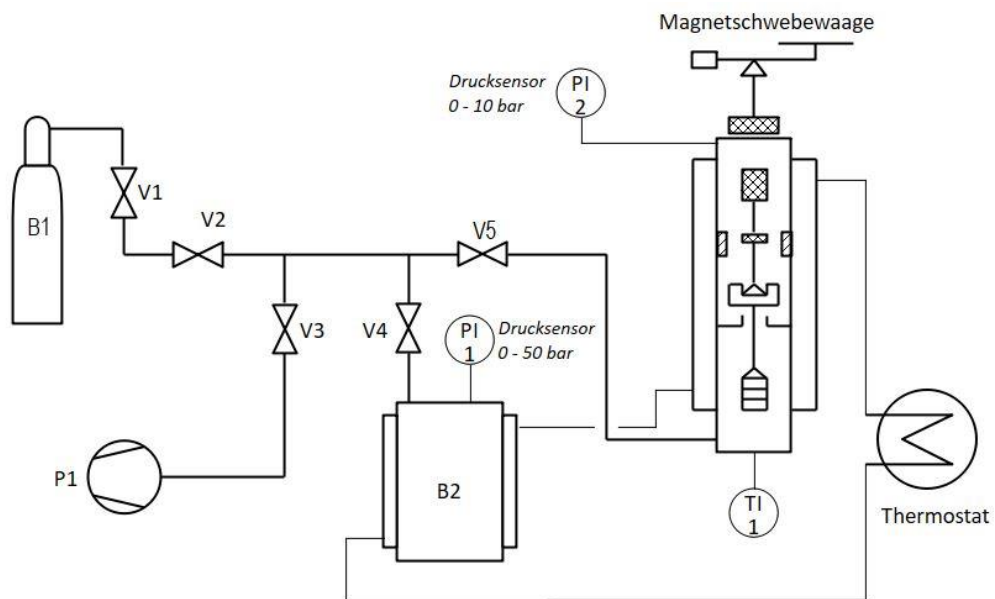 Magnetschwebewaage
Drucksensor
0 - 10 bar
PI
2
B1
V1
V2
V5
V3
V4
PI
1
Drucksensor
0 - 50 bar
P1
B2
TI
1
Thermostat